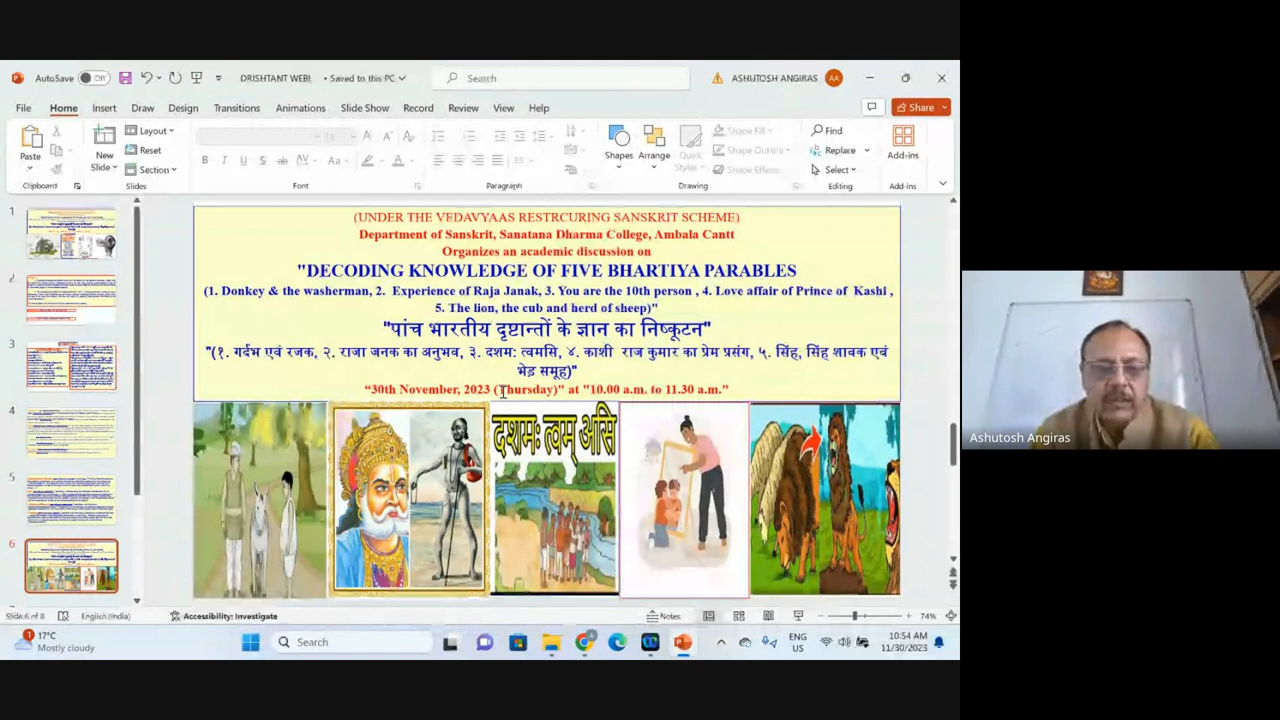 AutoSave Off DRISHTANT WEBI... • Saved to this PC Search ASHUTOSH ANGIRAS AA
File Home Insert Draw Design Transitions Animations Slide Show Record Review View Help Share
Paste New Slide Layout Reset Section Shapes Arrange Quick Styles Shape Fill Shape Outline Shape Effects Find Replace Select Add-ins
Clipboard Slides Font Paragraph Drawing Editing Add-ins
1
2
3
4
5
6
(UNDER THE VEDAVYAAS RESTRCURING SANSKRIT SCHEME)
Department of Sanskrit, Sanatana Dharma College, Ambala Cantt
Organizes an academic discussion on
"DECODING KNOWLEDGE OF FIVE BHARTIYA PARABLES
(1. Donkey & the washerman, 2. Experience of Raja Janak, 3. You are the 10th person , 4. Love affair of Prince of Kashi ,
5. The lion, the cub and herd of sheep)"
"पांच भारतीय दृष्टान्तों के ज्ञान का निष्कूटन"
"(१. गर्दभ एवं रजक, २. राजा जनक का अनुभव, ३. दशम: त्वमसि, ४. काशी राज कुमार का प्रेम प्रसंग, ५. सिंह, सिंह शावक एवं
भेड़ समूह)"
“30th November, 2023 (Thursday)" at "10.00 a.m. to 11.30 a.m."
दशमः त्वम् असि
Ashutosh Angiras
Slide 6 of 8 English (India) Accessibility: Investigate Notes 74%
17°C
Mostly cloudy
Search
ENG
US
10:54 AM
11/30/2023